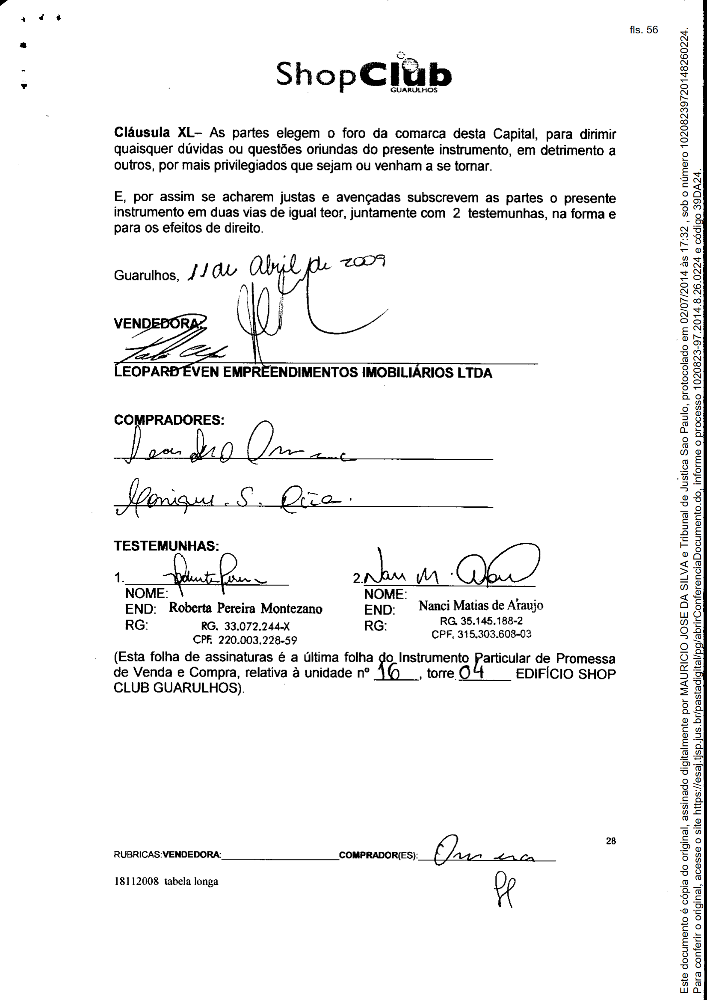 fls. 56
ShopClub
GUARULHOS
Cláusula XL– As partes elegem o foro da comarca desta Capital, para dirimir
quaisquer dúvidas ou questões oriundas do presente instrumento, em detrimento a
outros, por mais privilegiados que sejam ou venham a se tornar.
E, por assim se acharem justas e avençadas subscrevem as partes o presente
instrumento em duas vias de igual teor, juntamente com 2 testemunhas, na forma e
para os efeitos de direito.
Guarulhos, 11 de Abril de 2009
VENDEDORA:
LEOPARD EVEN EMPREENDIMENTOS IMOBILIÁRIOS LTDA
COMPRADORES:
Leandro
Monique. S.
TESTEMUNHAS:
1. 2.
NOME: NOME:
END: Roberta Pereira Montezano END: Nanci Matias de Araujo
RG: RG. 33.072.244-X RG: RG. 35.145.188-2
CPF. 220.003.228-59 CPF. 315.303.608-03
(Esta folha de assinaturas é a última folha do Instrumento Particular de Promessa
de Venda e Compra, relativa à unidade nº 16, torre 04 EDIFÍCIO SHOP
CLUB GUARULHOS).
28
RUBRICAS:VENDEDORA: COMPRADOR(ES):
18112008 tabela longa
Este documento é cópia do original, assinado digitalmente por MAURICIO JOSE DA SILVA e Tribunal de Justica Sao Paulo, protocolado em 02/07/2014 às 17:32 , sob o número 10208239720148260224.
Para conferir o original, acesse o site https://esaj.tjsp.jus.br/pastadigital/pg/abrirConferenciaDocumento.do, informe o processo 1020823-97.2014.8.26.0224 e código 39DA24.